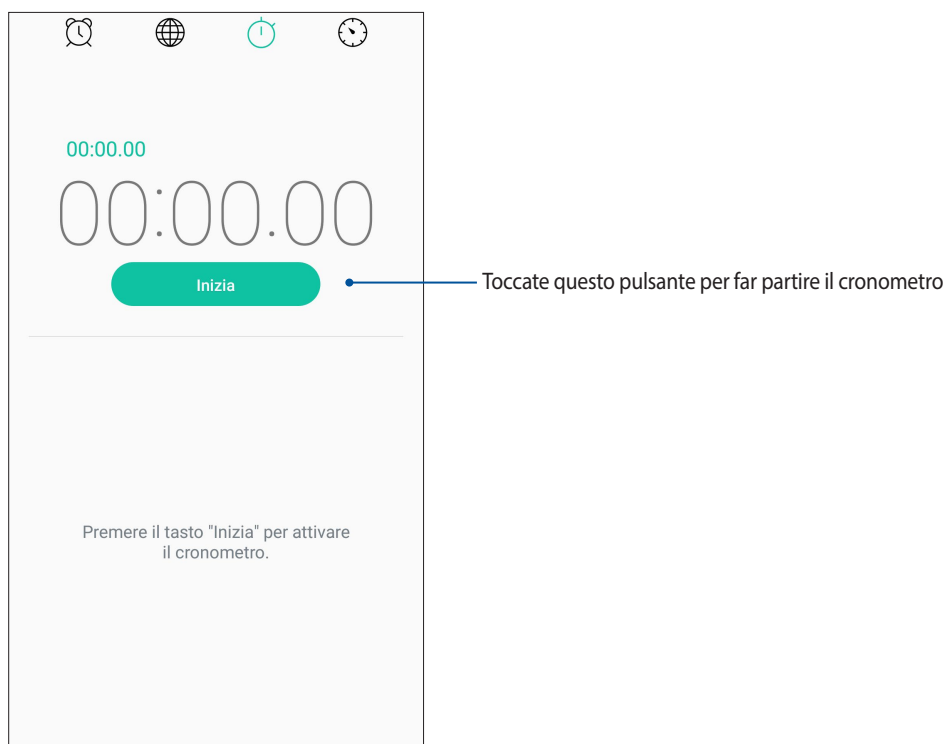 00:00.00
00:00.00
Inizia
Toccate questo pulsante per far partire il cronometro
Premere il tasto "Inizia" per attivare
il cronometro.